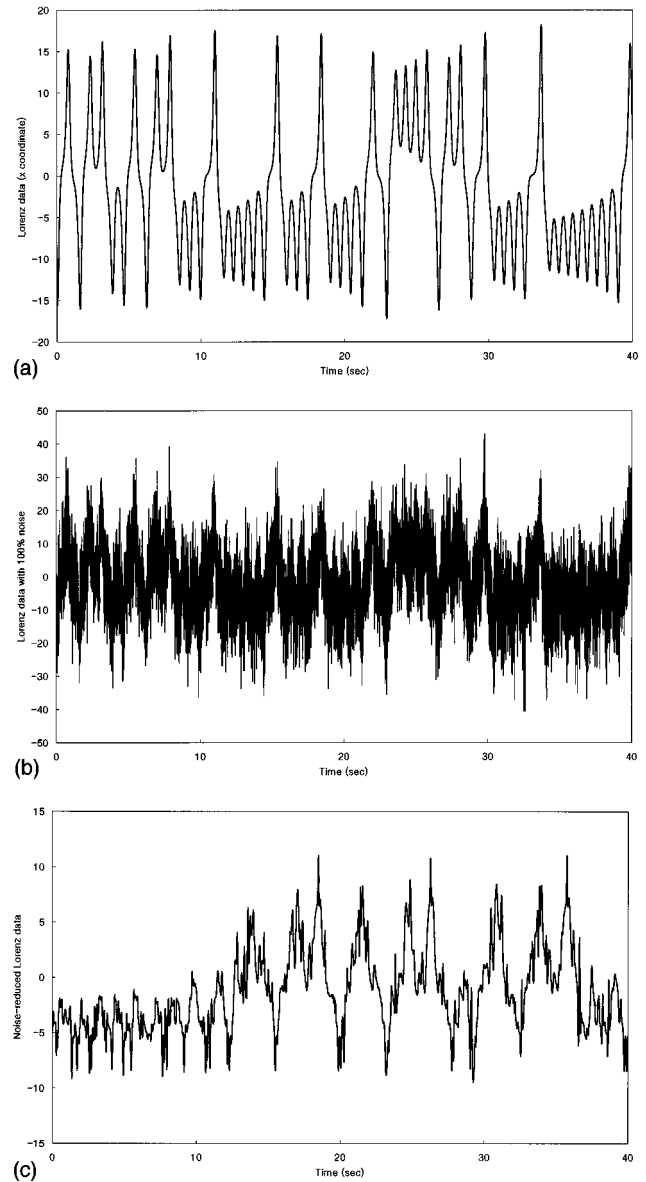 20
15
10
5
0
−5
−10
−15
−20
Lorenz data (x coordinate)
0 10 20 30 40
Time (sec)
(a)
50
40
30
20
10
0
−10
−20
−30
−40
−50
Lorenz data with 100% noise
0 10 20 30 40
Time (sec)
(b)
15
10
5
0
−5
−10
−15
Noise-reduced Lorenz data
0 10 20 30 40
Time (sec)
(c)